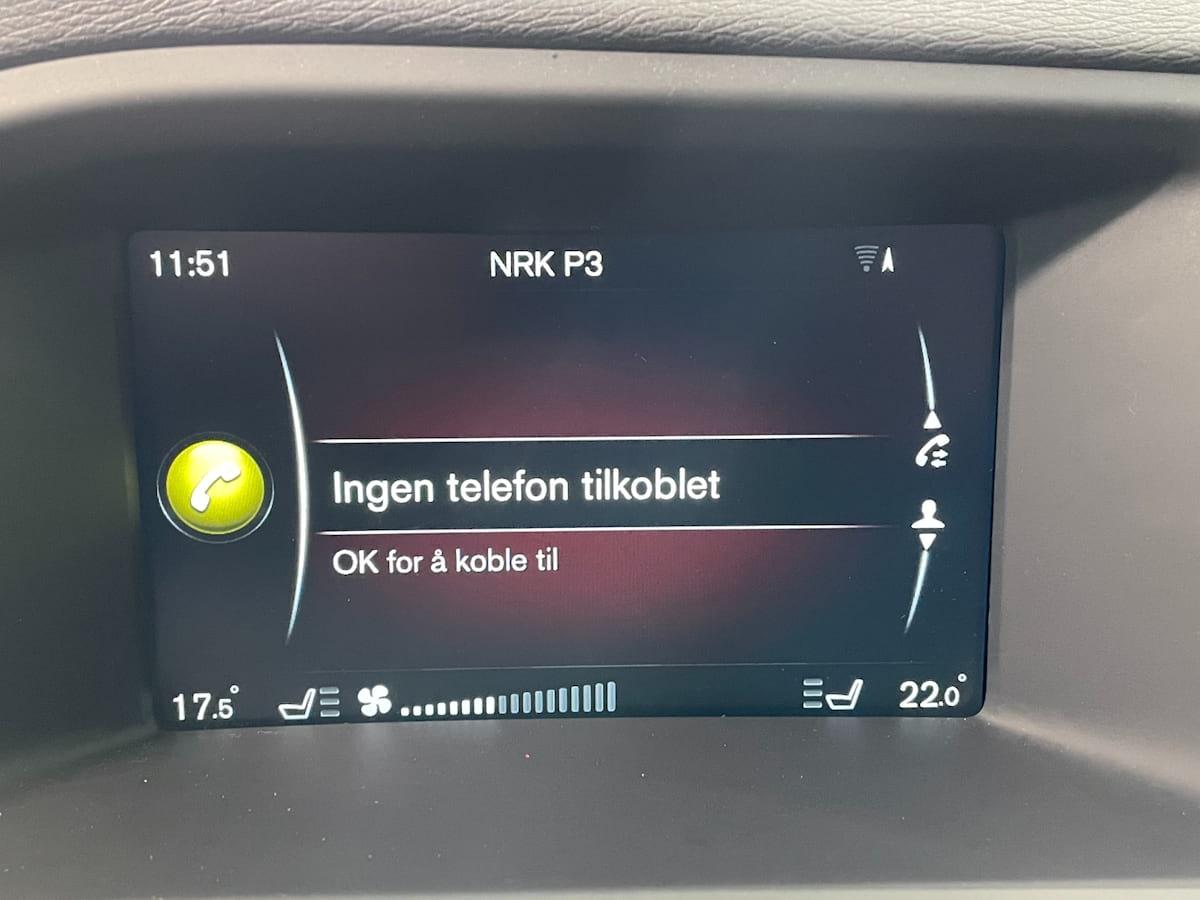 11:51 NRK P3
Ingen telefon tilkoblet
OK for å koble til
17.5° 22.0°